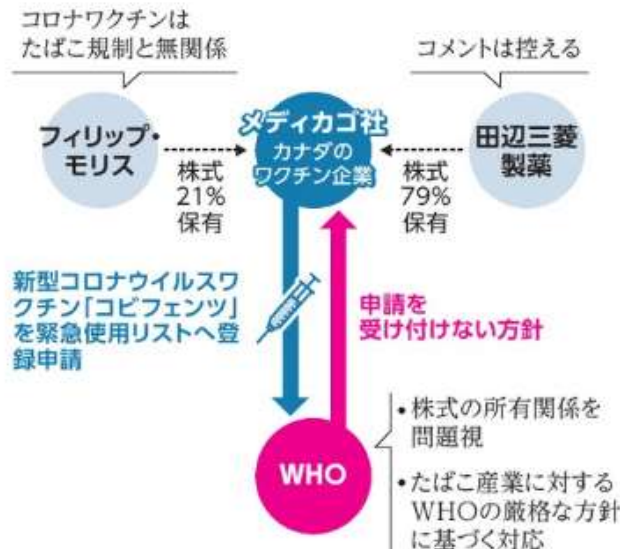 コロナワクチンは
たばこ規制と無関係
コメントは控える
フィリップ・
モリス
株式
21%
保有
メディカゴ社
カナダの
ワクチン企業
株式
79%
保有
田辺三菱
製薬
新型コロナウイルスワ
クチン「コビフェンツ」
を緊急使用リストへ登
録申請
申請を
受け付けない方針
WHO
・株式の所有関係を
問題視
・たばこ産業に対する
WHOの厳格な方針
に基づく対応